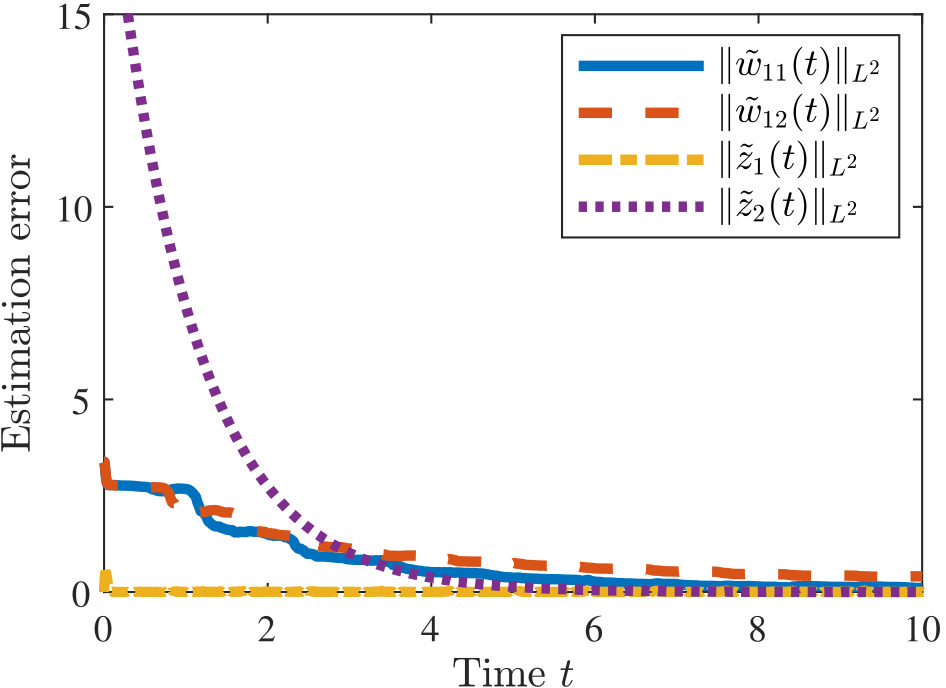 15
10
5
0
Estimation error
‖w̃₁₁(t)‖_{L²}
‖w̃₁₂(t)‖_{L²}
‖z̃₁(t)‖_{L²}
‖z̃₂(t)‖_{L²}
0 2 4 6 8 10
Time t